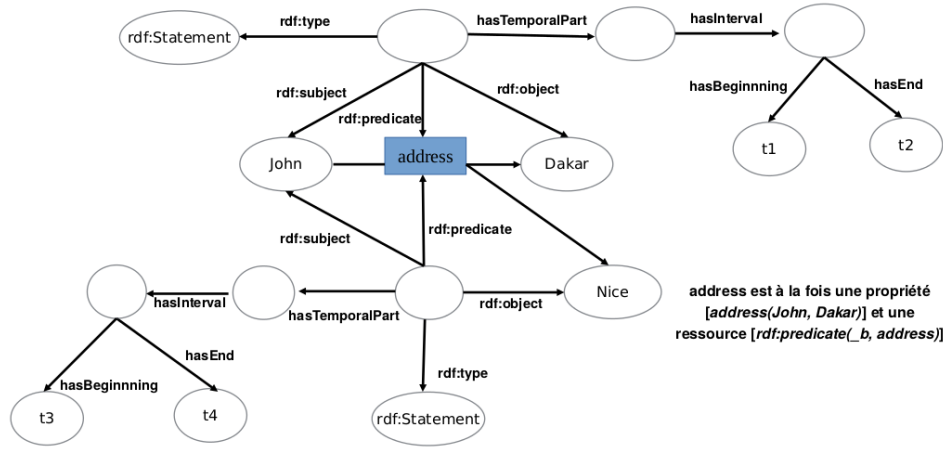 rdf:type
hasTemporalPart
hasInterval
rdf:Statement
rdf:subject
rdf:object
hasBeginnning
hasEnd
rdf:predicate
t1
t2
John
address
Dakar
rdf:subject
rdf:predicate
hasInterval
hasTemporalPart
rdf:object
Nice
address est à la fois une propriété
[address(John, Dakar)] et une
ressource [rdf:predicate(_b, address)]
hasEnd
hasBeginnning
rdf:type
t3
t4
rdf:Statement